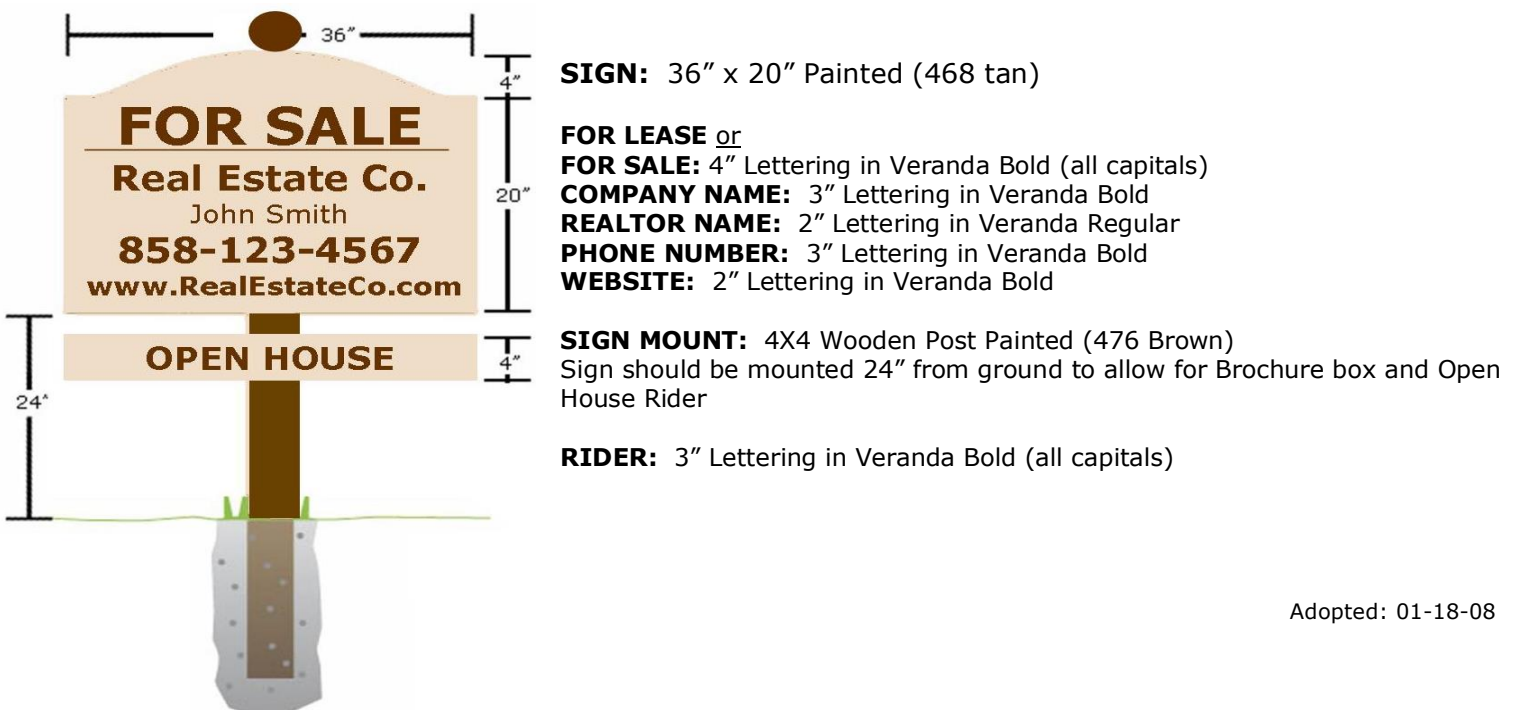 36”
4”
FOR SALE
Real Estate Co.
John Smith
858-123-4567
www.RealEstateCo.com
20”
OPEN HOUSE
4”
24”
SIGN: 36” x 20” Painted (468 tan)
FOR LEASE or
FOR SALE: 4” Lettering in Veranda Bold (all capitals)
COMPANY NAME: 3” Lettering in Veranda Bold
REALTOR NAME: 2” Lettering in Veranda Regular
PHONE NUMBER: 3” Lettering in Veranda Bold
WEBSITE: 2” Lettering in Veranda Bold
SIGN MOUNT: 4X4 Wooden Post Painted (476 Brown)
Sign should be mounted 24” from ground to allow for Brochure box and Open
House Rider
RIDER: 3” Lettering in Veranda Bold (all capitals)
Adopted: 01-18-08